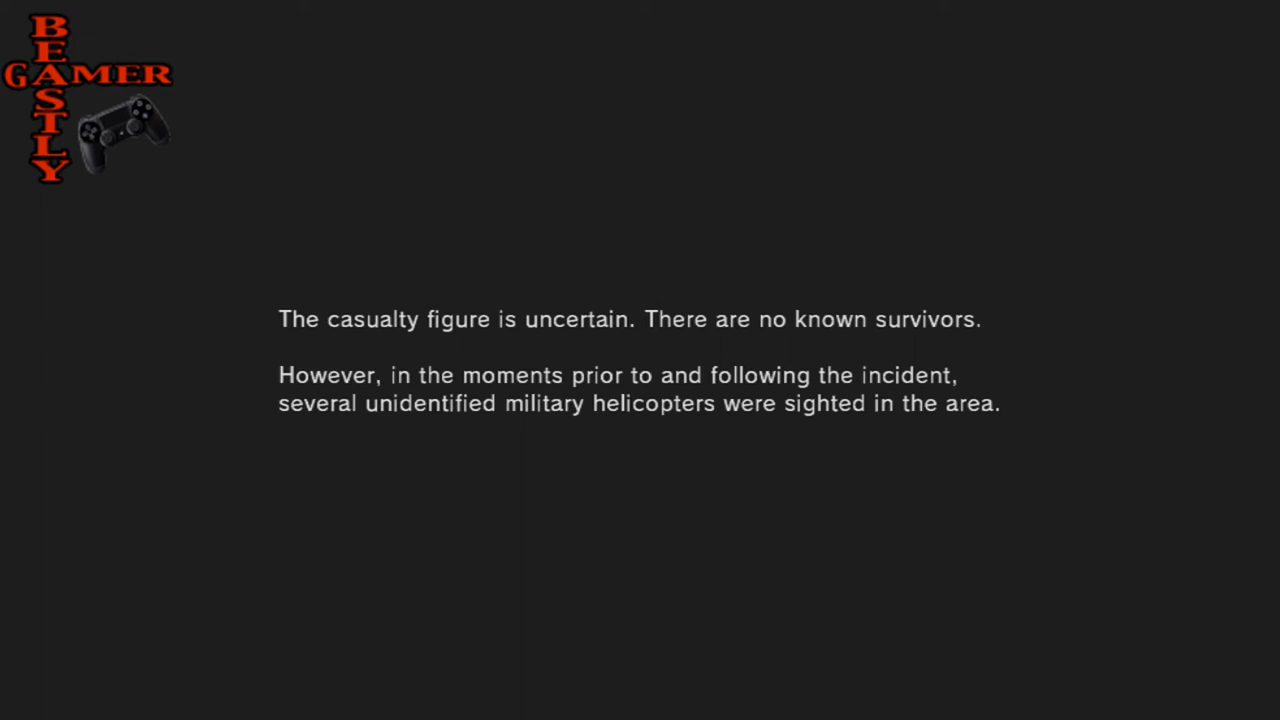 BEASTLY
GAMER
The casualty figure is uncertain. There are no known survivors.
However, in the moments prior to and following the incident,
several unidentified military helicopters were sighted in the area.